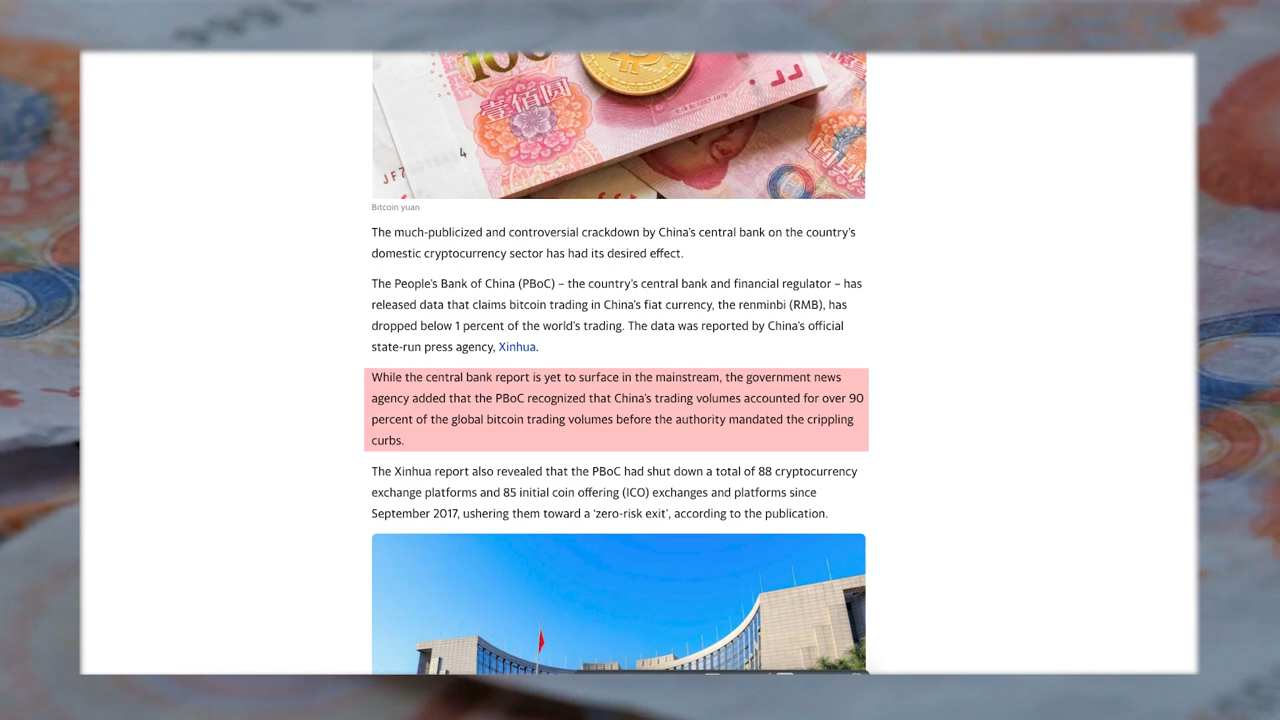 100
壹佰圓
JF7
Bitcoin yuan
The much-publicized and controversial crackdown by China's central bank on the country's
domestic cryptocurrency sector has had its desired effect.
The People's Bank of China (PBoC) – the country's central bank and financial regulator – has
released data that claims bitcoin trading in China's fiat currency, the renminbi (RMB), has
dropped below 1 percent of the world's trading. The data was reported by China's official
state-run press agency, Xinhua.
While the central bank report is yet to surface in the mainstream, the government news
agency added that the PBoC recognized that China's trading volumes accounted for over 90
percent of the global bitcoin trading volumes before the authority mandated the crippling
curbs.
The Xinhua report also revealed that the PBoC had shut down a total of 88 cryptocurrency
exchange platforms and 85 initial coin offering (ICO) exchanges and platforms since
September 2017, ushering them toward a ‘zero-risk exit’, according to the publication.